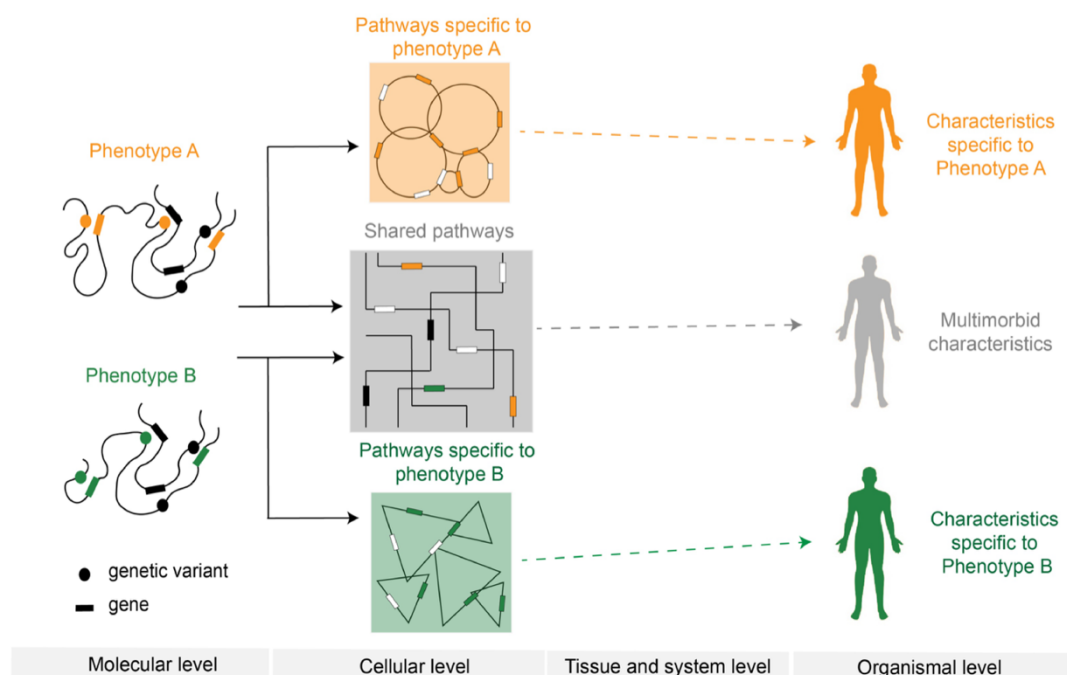 Pathways specific to
phenotype A
Phenotype A
Characteristics
specific to
Phenotype A
Shared pathways
Multimorbid
characteristics
Phenotype B
Pathways specific to
phenotype B
Characteristics
specific to
Phenotype B
genetic variant
gene
Molecular level
Cellular level
Tissue and system level
Organismal level